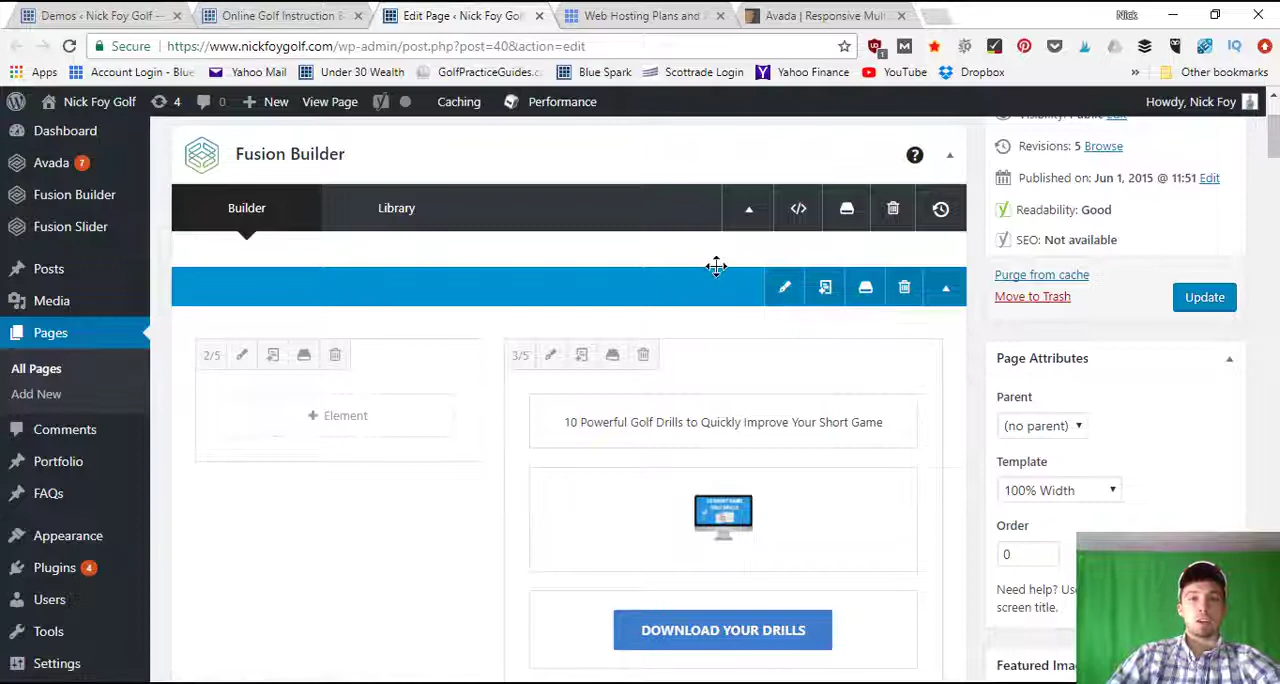 Demos ‹ Nick Foy Golf —
Online Golf Instruction B
Edit Page ‹ Nick Foy Gol
Web Hosting Plans and
Avada | Responsive Mul
Nick
Secure
https://www.nickfoygolf.com/wp-admin/post.php?post=40&action=edit
Apps
Account Login - Blue
Yahoo Mail
Under 30 Wealth
GolfPracticeGuides.c
Blue Spark
Scottrade Login
Yahoo Finance
YouTube
Dropbox
»
Other bookmarks
Nick Foy Golf
4
0
+ New
View Page
Caching
Performance
Howdy, Nick Foy
Dashboard
Avada 7
Fusion Builder
Fusion Slider
Posts
Media
Pages
All Pages
Add New
Comments
Portfolio
FAQs
Appearance
Plugins 4
Users
Tools
Settings
Fusion Builder
?
Builder
Library
</>
2/5
+ Element
3/5
10 Powerful Golf Drills to Quickly Improve Your Short Game
DOWNLOAD YOUR DRILLS
Visibility: Public Edit
Revisions: 5 Browse
Published on: Jun 1, 2015 @ 11:51 Edit
Readability: Good
SEO: Not available
Purge from cache
Move to Trash
Update
Page Attributes
Parent
(no parent)
Template
100% Width
Order
0
Need help? Use
screen title.
Featured Ima